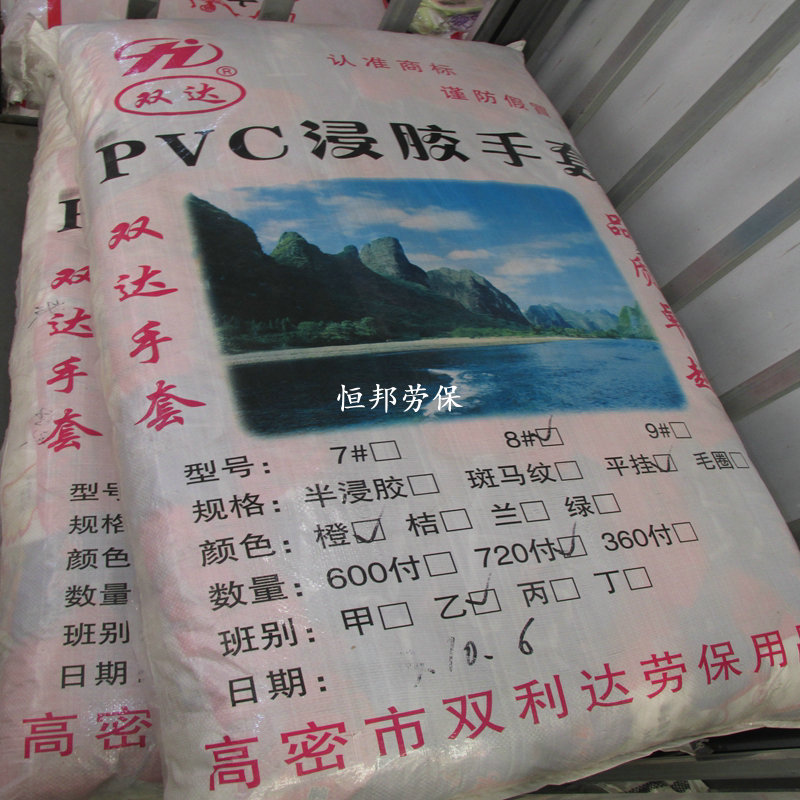 双达®
认准商标
谨防假冒
PVC浸胶手套
双达手套
品质卓越
恒邦劳保
型号： 7#□ 8#☑ 9#□
规格： 半浸胶□ 斑马纹□ 平挂☑ 毛圈□
颜色： 橙☑ 桔□ 兰□ 绿□
数量： 600付□ 720付☑ 360付□
班别： 甲□ 乙☑ 丙□ 丁□
日期： 10.6
高密市双利达劳保用品
双达手套
型号
规格
颜色
数量
班别
日期：
高密